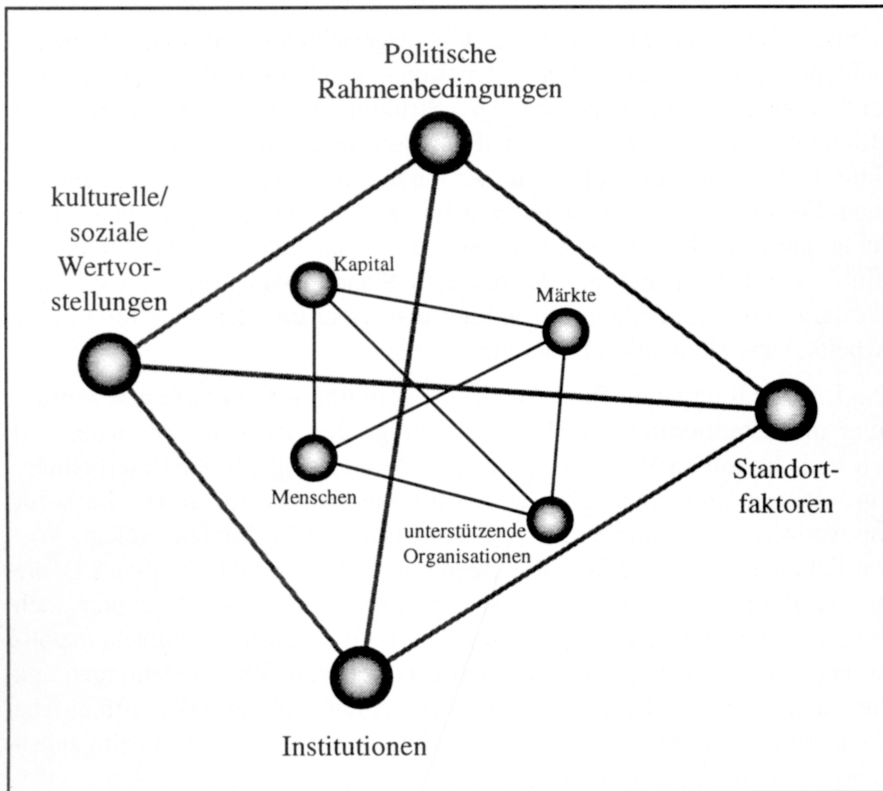 Politische
Rahmenbedingungen
kulturelle/
soziale
Wertvor-
stellungen
Kapital
Märkte
Menschen
unterstützende
Organisationen
Standort-
faktoren
Institutionen